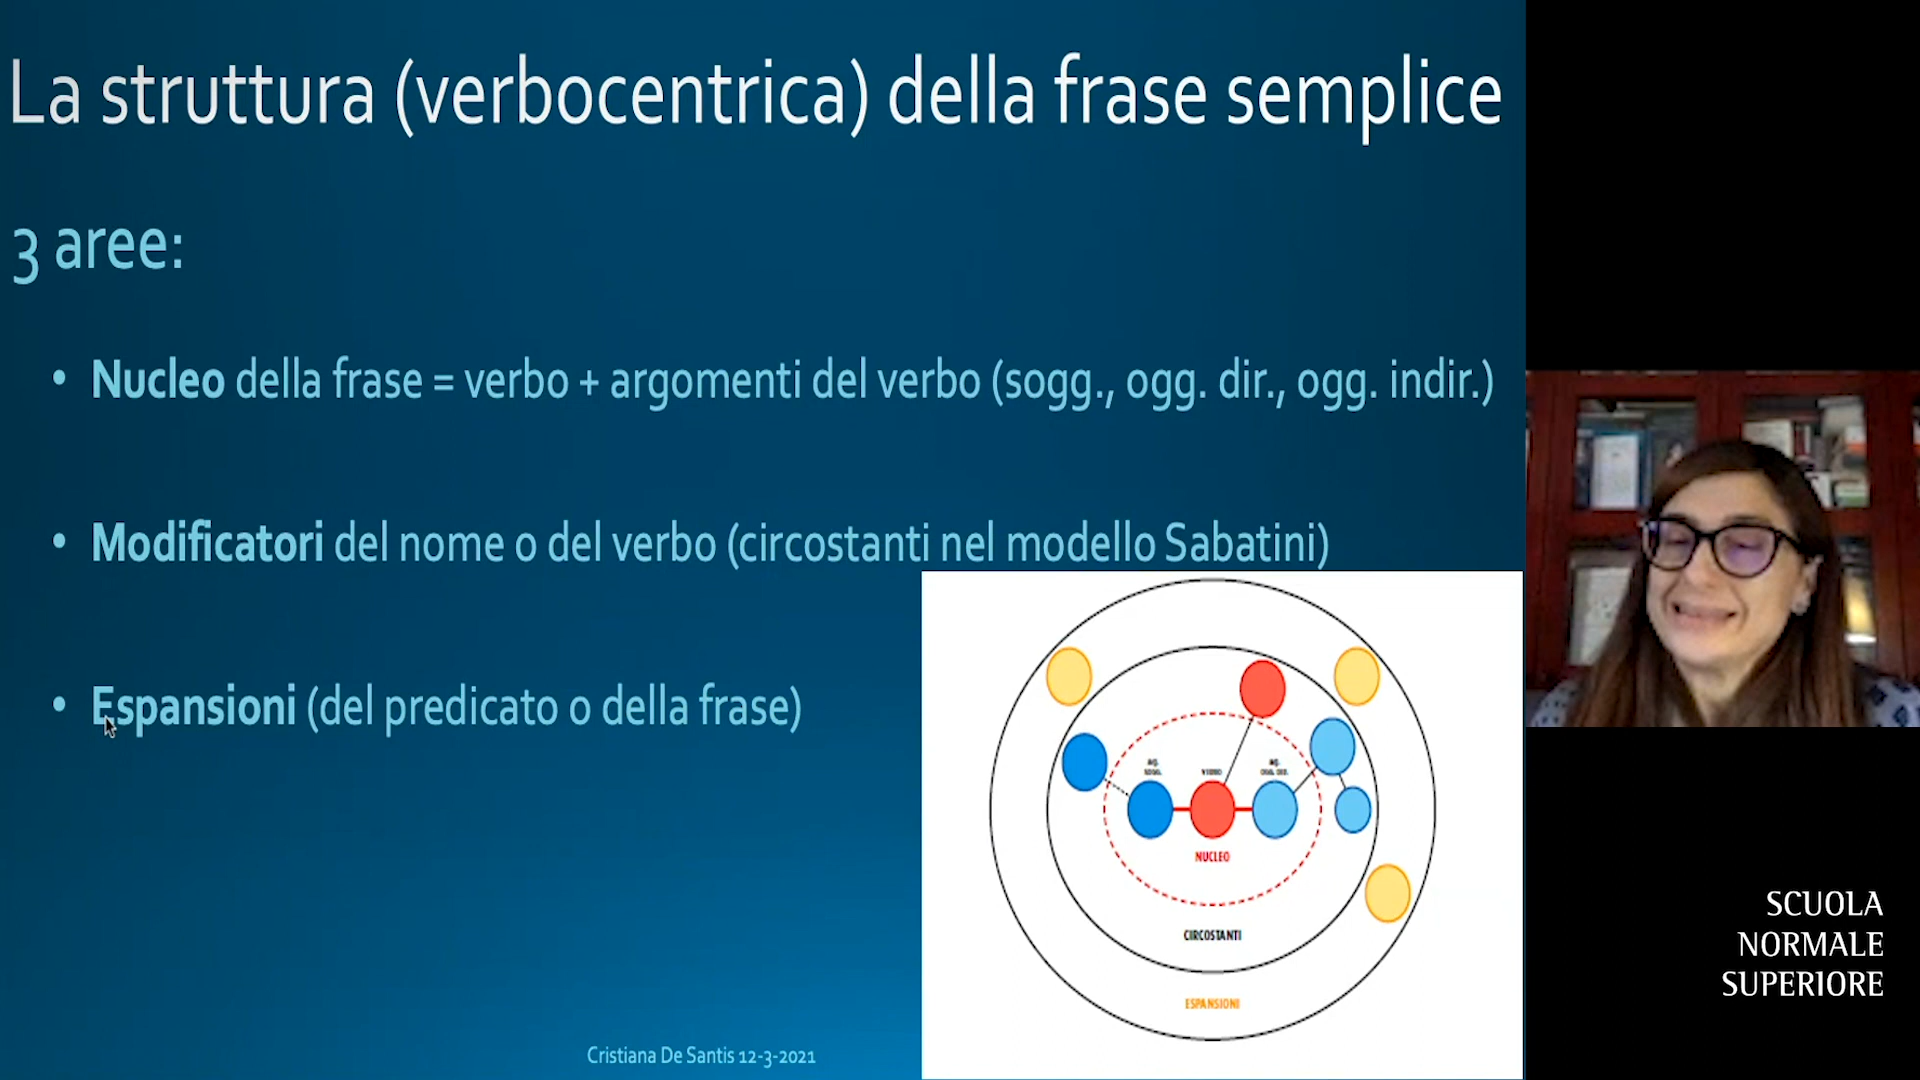 La struttura (verbocentrica) della frase semplice
3 aree:
• Nucleo della frase = verbo + argomenti del verbo (sogg., ogg. dir., ogg. indir.)
• Modificatori del nome o del verbo (circostanti nel modello Sabatini)
• Espansioni (del predicato o della frase)
VERBO
NUCLEO
CIRCOSTANTI
ESPANSIONI
Cristiana De Santis 12-3-2021
SCUOLA
NORMALE
SUPERIORE